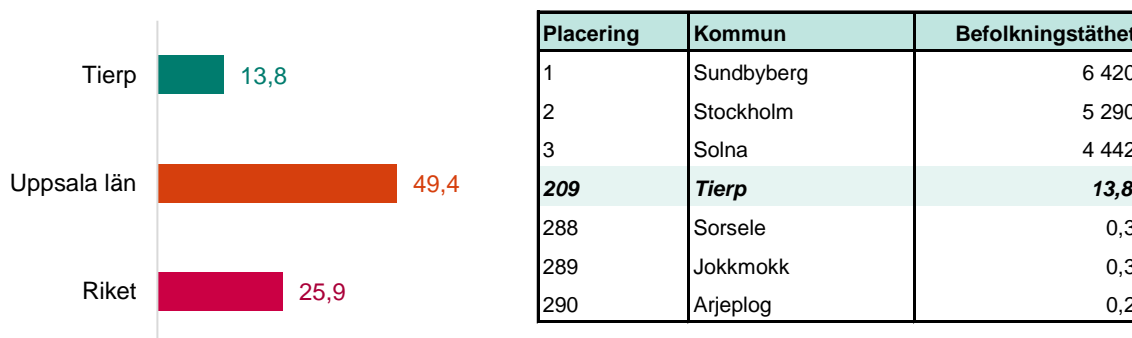 Tierp 13,8
Uppsala län 49,4
Riket 25,9
Placering Kommun Befolkningstäthet
1 Sundbyberg 6 420
2 Stockholm 5 290
3 Solna 4 442
209 Tierp 13,8
288 Sorsele 0,3
289 Jokkmokk 0,3
290 Arjeplog 0,2